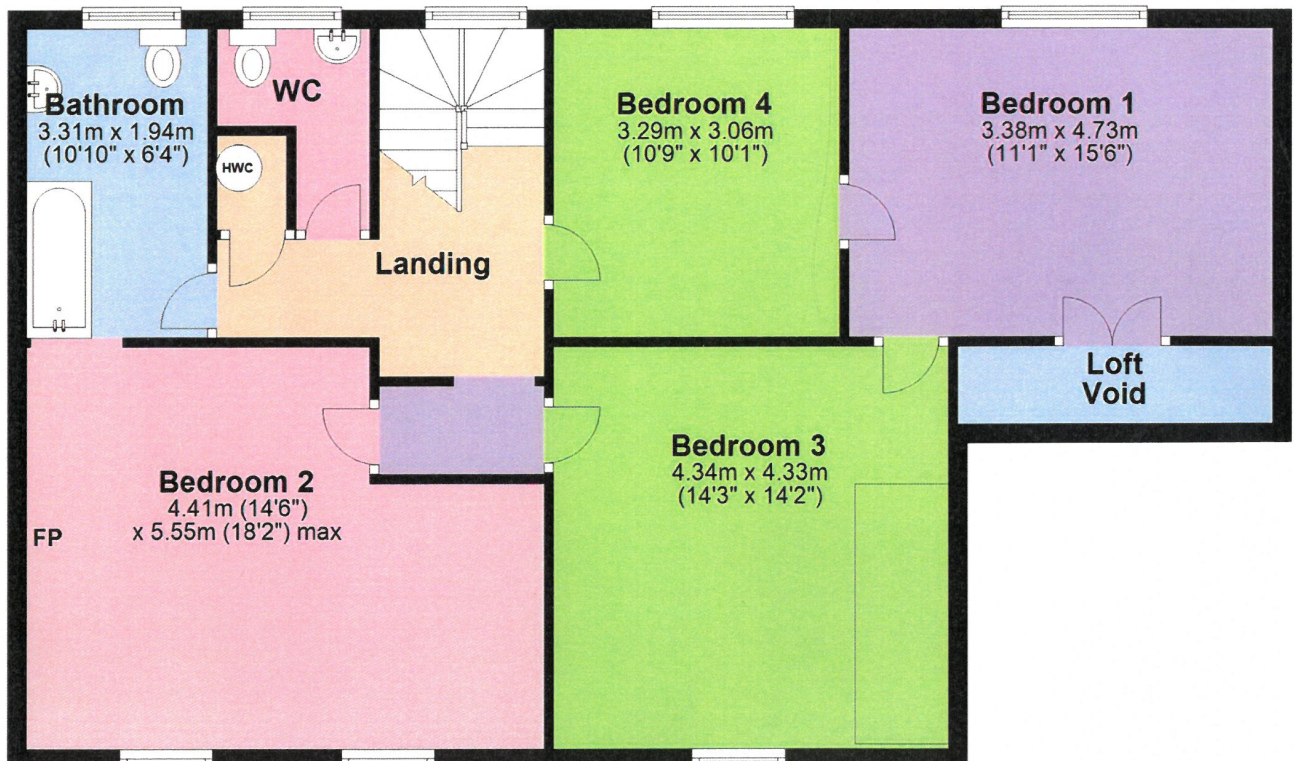 Bathroom
3.31m x 1.94m
(10'10" x 6'4")
WC
HWC
Landing
Bedroom 4
3.29m x 3.06m
(10'9" x 10'1")
Bedroom 1
3.38m x 4.73m
(11'1" x 15'6")
Loft
Void
Bedroom 2
4.41m (14'6")
x 5.55m (18'2") max
FP
Bedroom 3
4.34m x 4.33m
(14'3" x 14'2")